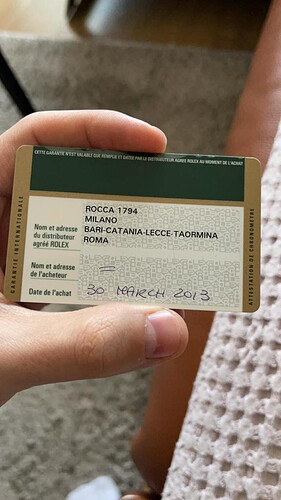 CETTE GARANTIE N'EST VALABLE QUE REMPLIE ET DATÉE PAR LE DISTRIBUTEUR AGRÉÉ ROLEX AU MOMENT DE L'ACHAT
GARANTIE INTERNATIONALE
Nom et adresse
du distributeur
agréé ROLEX
ROCCA 1794
MILANO
BARI-CATANIA-LECCE-TAORMINA
ROMA
Nom et adresse
de l'acheteur
Date de l'achat
30 MARCH 2013
ATTESTATION DE CHRONOMÈTRE